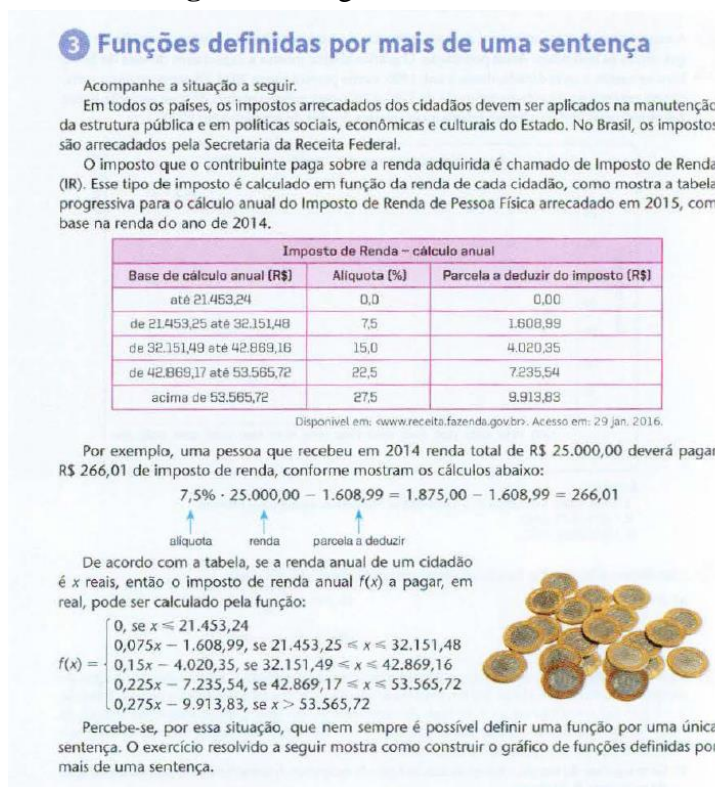 3 Funções definidas por mais de uma sentença
Acompanhe a situação a seguir.
Em todos os países, os impostos arrecadados dos cidadãos devem ser aplicados na manutenção
da estrutura pública e em políticas sociais, econômicas e culturais do Estado. No Brasil, os impostos
são arrecadados pela Secretaria da Receita Federal.
O imposto que o contribuinte paga sobre a renda adquirida é chamado de Imposto de Renda
(IR). Esse tipo de imposto é calculado em função da renda de cada cidadão, como mostra a tabela
progressiva para o cálculo anual do Imposto de Renda de Pessoa Física arrecadado em 2015, com
base na renda do ano de 2014.
Imposto de Renda – cálculo anual
Base de cálculo anual (R$) Alíquota (%) Parcela a deduzir do imposto (R$)
até 21.453,24 0,0 0,00
de 21.453,25 até 32.151,48 7,5 1.608,99
de 32.151,49 até 42.869,16 15,0 4.020,35
de 42.869,17 até 53.565,72 22,5 7.235,54
acima de 53.565,72 27,5 9.913,83
Disponível em: <www.receita.fazenda.gov.br>. Acesso em: 29 jan. 2016.
Por exemplo, uma pessoa que recebeu em 2014 renda total de R$ 25.000,00 deverá pagar
R$ 266,01 de imposto de renda, conforme mostram os cálculos abaixo:
7,5% · 25.000,00 − 1.608,99 = 1.875,00 − 1.608,99 = 266,01
alíquota renda parcela a deduzir
De acordo com a tabela, se a renda anual de um cidadão
é x reais, então o imposto de renda anual f(x) a pagar, em
real, pode ser calculado pela função:
0, se x ⩽ 21.453,24
0,075x − 1.608,99, se 21.453,25 ⩽ x ⩽ 32.151,48
f(x) = 0,15x − 4.020,35, se 32.151,49 ⩽ x ⩽ 42.869,16
0,225x − 7.235,54, se 42.869,17 ⩽ x ⩽ 53.565,72
0,275x − 9.913,83, se x > 53.565,72
Percebe-se, por essa situação, que nem sempre é possível definir uma função por uma única
sentença. O exercício resolvido a seguir mostra como construir o gráfico de funções definidas por
mais de uma sentença.